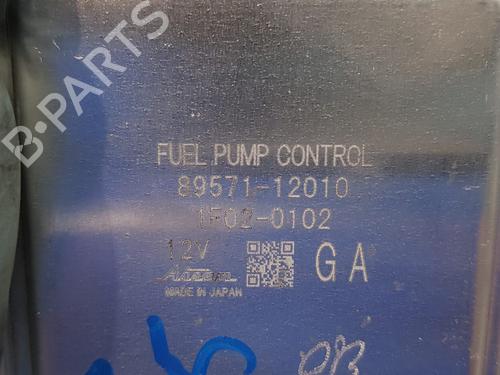 B-PARTS
FUEL PUMP CONTROL
89571-12010
1F02-0102
12V
GA
MADE IN JAPAN